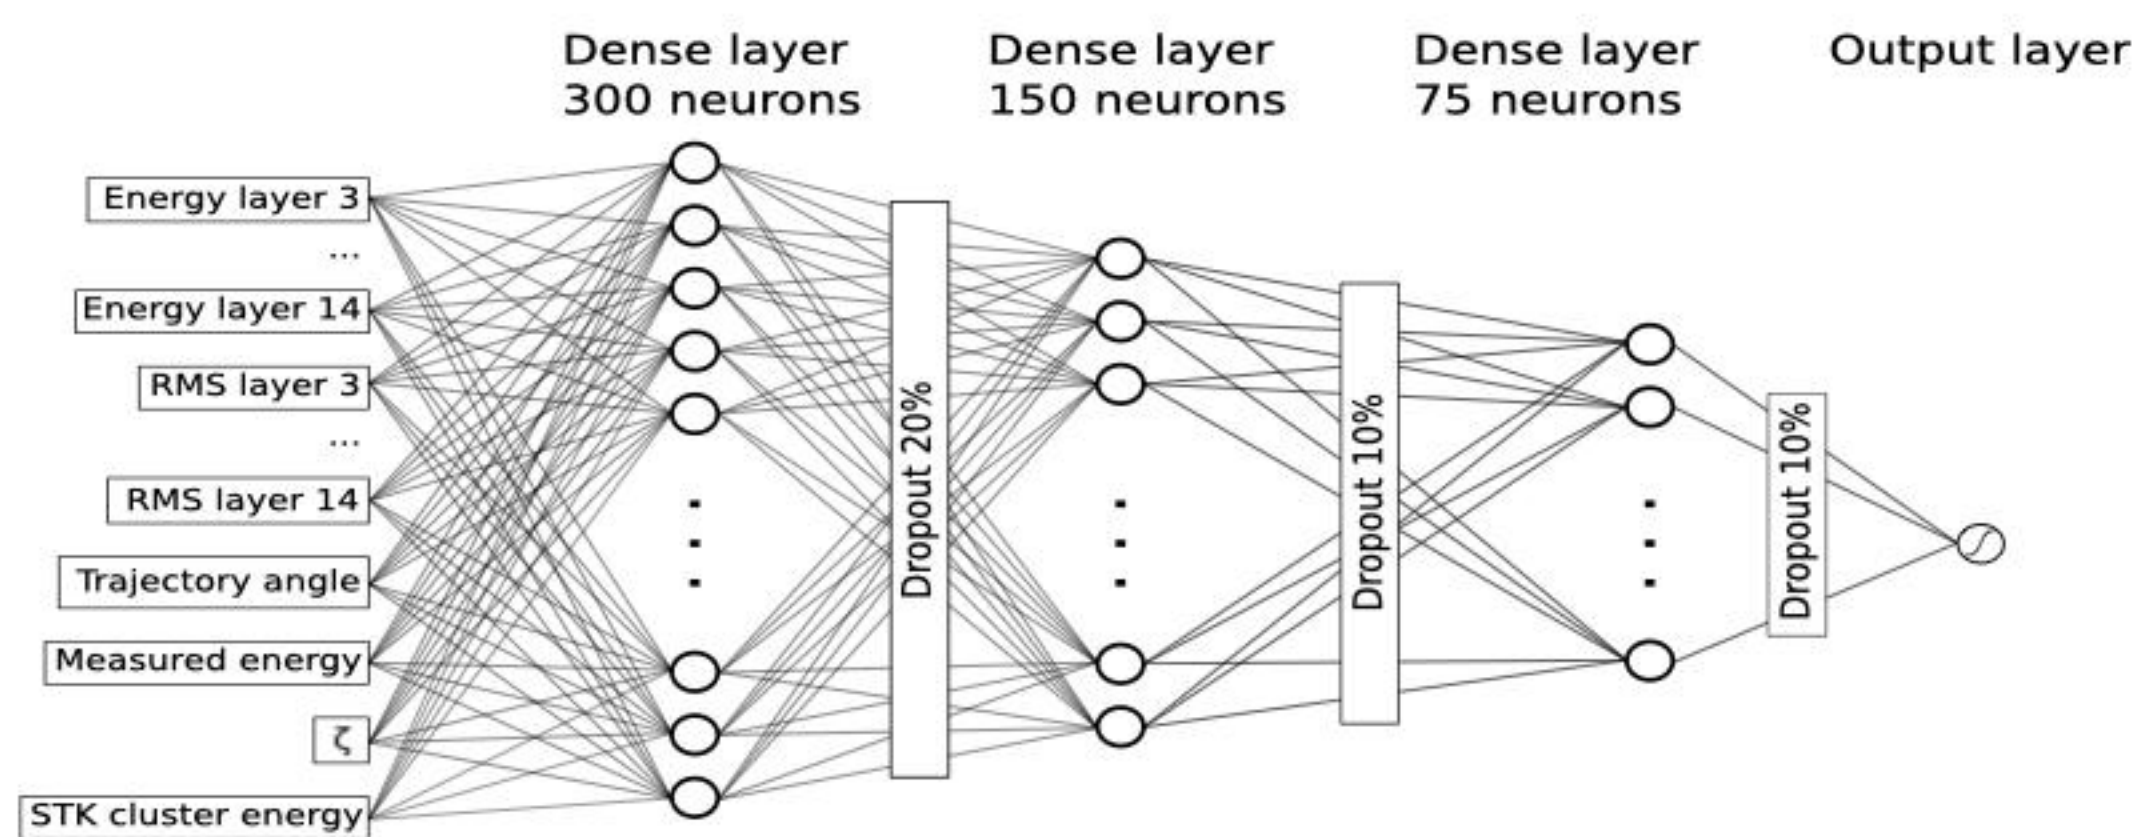 Dense layer
300 neurons
Dense layer
150 neurons
Dense layer
75 neurons
Output layer
Energy layer 3
...
Energy layer 14
RMS layer 3
...
RMS layer 14
Trajectory angle
Measured energy
ζ
STK cluster energy
Dropout 20%
Dropout 10%
Dropout 10%